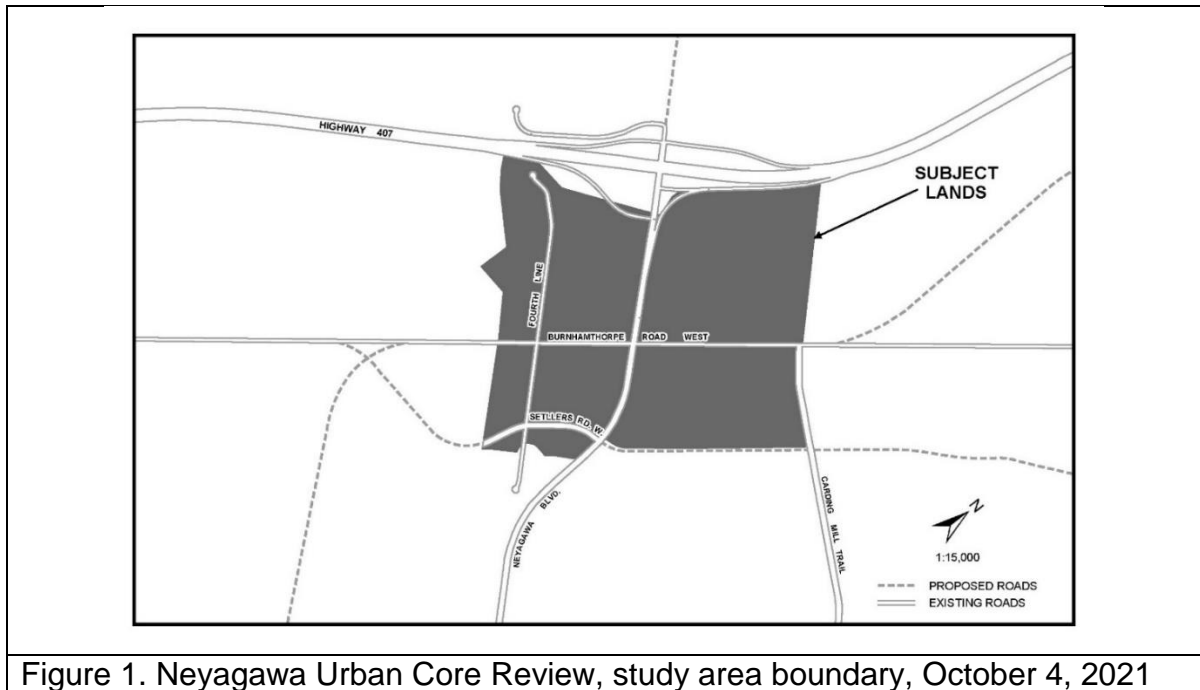 HIGHWAY 407
SUBJECT
LANDS
FOURTH LINE
BURNHAMTHORPE ROAD WEST
SETLLERS RD. W.
NEYAGAWA BLVD.
CARDING MILL TRAIL
N
1:15,000
PROPOSED ROADS
EXISTING ROADS
Figure 1. Neyagawa Urban Core Review, study area boundary, October 4, 2021